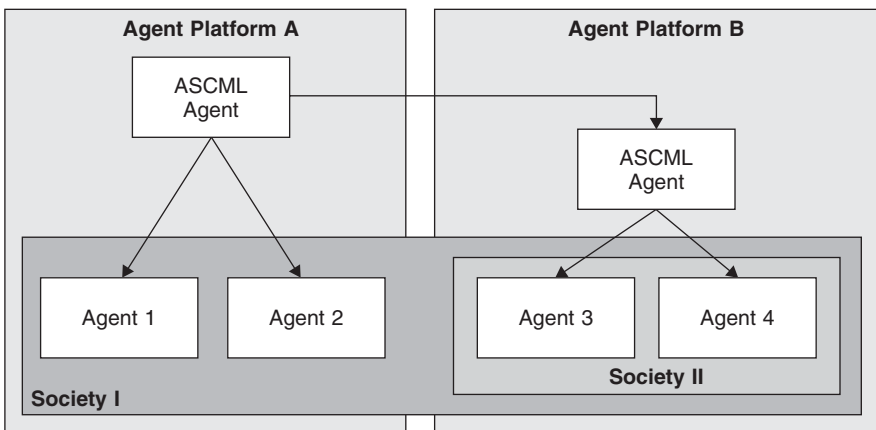 Agent Platform A
Agent Platform B
ASCML
Agent
ASCML
Agent
Agent 1
Agent 2
Agent 3
Agent 4
Society II
Society I